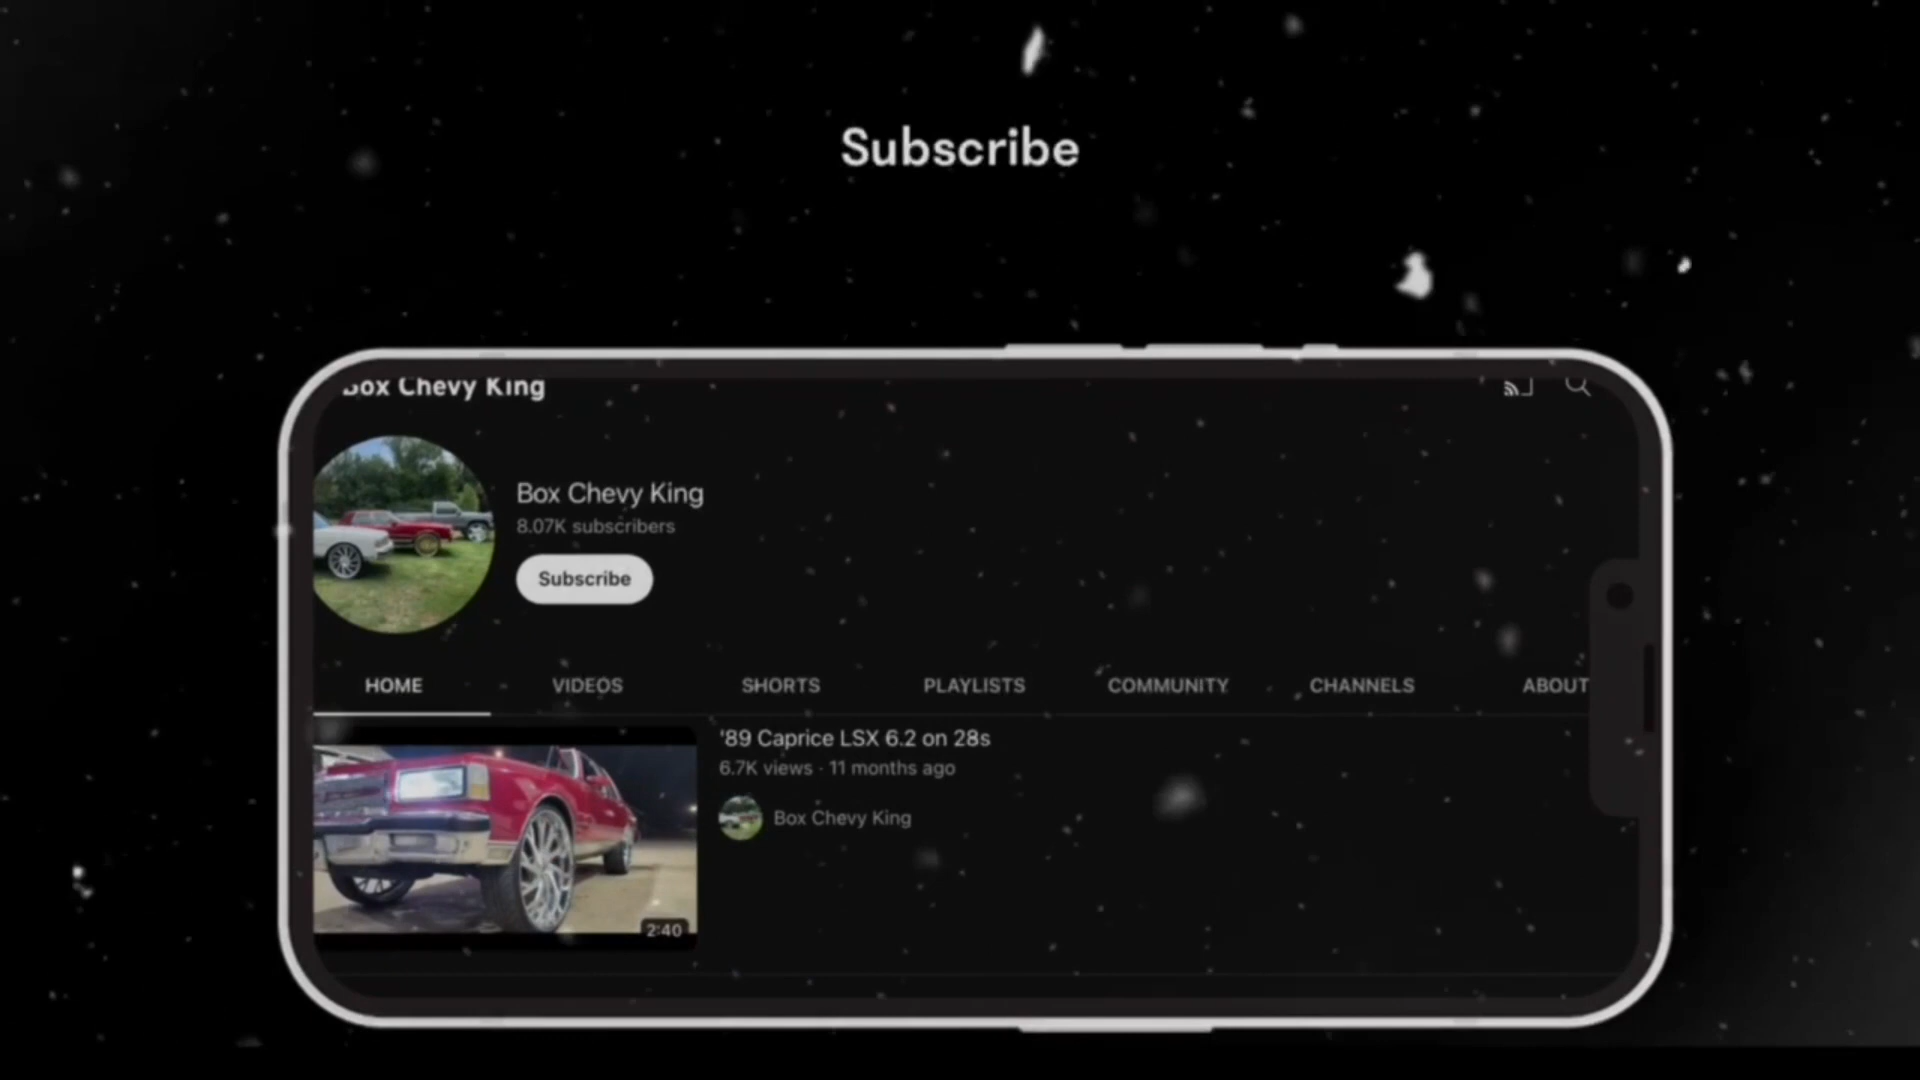 Subscribe
Box Chevy King
Box Chevy King
8.07K subscribers
Subscribe
HOME VIDEOS SHORTS PLAYLISTS COMMUNITY CHANNELS ABOUT
'89 Caprice LSX 6.2 on 28s
6.7K views · 11 months ago
Box Chevy King
2:40